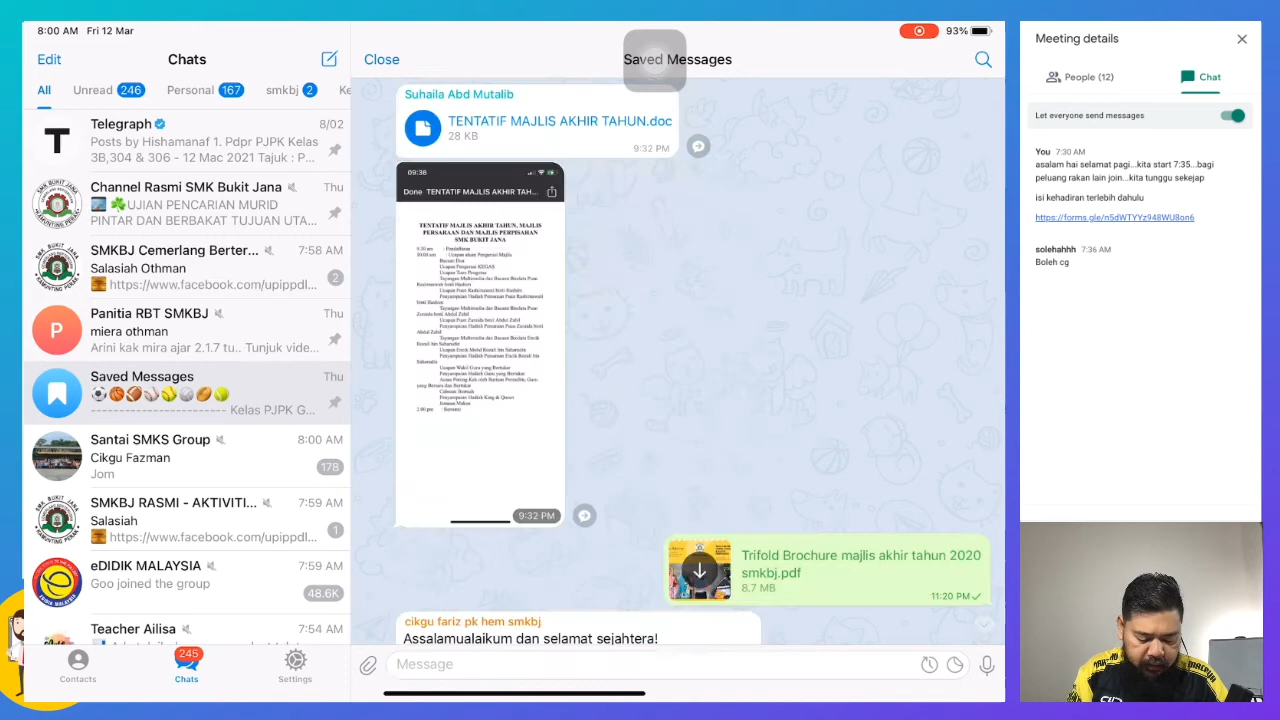 8:00 AM Fri 12 Mar
93%
Edit
Chats
All
Unread 246
Personal 167
smkbj 2
Ke
Telegraph
8/02
Posts by Hishamanaf 1. Pdpr PJPK Kelas
3B,304 & 306 - 12 Mac 2021 Tajuk : P...
Channel Rasmi SMK Bukit Jana
Thu
UJIAN PENCARIAN MURID
PINTAR DAN BERBAKAT TUJUAN UTA...
SMKBJ Cemerlang Bester...
7:58 AM
Salasiah Othman
2
https://www.facebook.com/upippdl...
Panitia RBT SMKBJ
Thu
P
miera othman
Arini kak mira ajar 2.1.7 tu.. Tunjuk vide...
Saved Messages
Thu
------------------------ Kelas PJPK G...
Santai SMKS Group
8:00 AM
Cikgu Fazman
178
Jom
SMKBJ RASMI - AKTIVITI...
7:59 AM
Salasiah
1
https://www.facebook.com/upippdl...
eDIDIK MALAYSIA
7:59 AM
Goo joined the group
48.6K
Teacher Ailisa
7:54 AM
Contacts
245
Chats
Settings
Close
Saved Messages
Suhaila Abd Mutalib
TENTATIF MAJLIS AKHIR TAHUN.doc
28 KB
9:32 PM
09:36
Done TENTATIF MAJLIS AKHIR TAH...
TENTATIF MAJLIS AKHIR TAHUN, MAJLIS
PERSARAAN DAN MAJLIS PERPISAHAN
SMK BUKIT JANA
9:32 PM
Trifold Brochure majlis akhir tahun 2020
smkbj.pdf
8.7 MB
11:20 PM
cikgu fariz pk hem smkbj
Assalamualaikum dan selamat sejahtera!
Message
Meeting details
People (12)
Chat
Let everyone send messages
You 7:30 AM
asalam hai selamat pagi...kita start 7:35...bagi
peluang rakan lain join...kita tunggu sekejap
isi kehadiran terlebih dahulu
https://forms.gle/n5dWTYYz948WU8on6
solehahhh 7:36 AM
Boleh cg